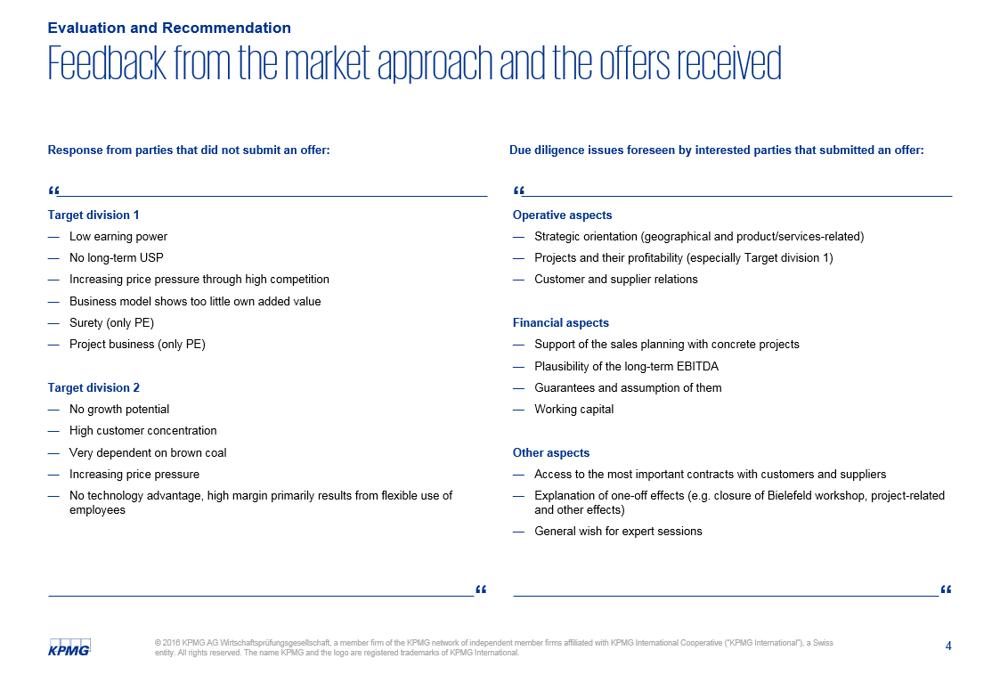 Evaluation and Recommendation
Feedback from the market approach and the offers received
Response from parties that did not submit an offer:
“
Target division 1
— Low earning power
— No long-term USP
— Increasing price pressure through high competition
— Business model shows too little own added value
— Surety (only PE)
— Project business (only PE)
Target division 2
— No growth potential
— High customer concentration
— Very dependent on brown coal
— Increasing price pressure
— No technology advantage, high margin primarily results from flexible use of
employees
“
Due diligence issues foreseen by interested parties that submitted an offer:
“
Operative aspects
— Strategic orientation (geographical and product/services-related)
— Projects and their profitability (especially Target division 1)
— Customer and supplier relations
Financial aspects
— Support of the sales planning with concrete projects
— Plausibility of the long-term EBITDA
— Guarantees and assumption of them
— Working capital
Other aspects
— Access to the most important contracts with customers and suppliers
— Explanation of one-off effects (e.g. closure of Bielefeld workshop, project-related
and other effects)
— General wish for expert sessions
“
KPMG
© 2016 KPMG AG Wirtschaftsprüfungsgesellschaft, a member firm of the KPMG network of independent member firms affiliated with KPMG International Cooperative ("KPMG International"), a Swiss
entity. All rights reserved. The name KPMG and the logo are registered trademarks of KPMG International.
4